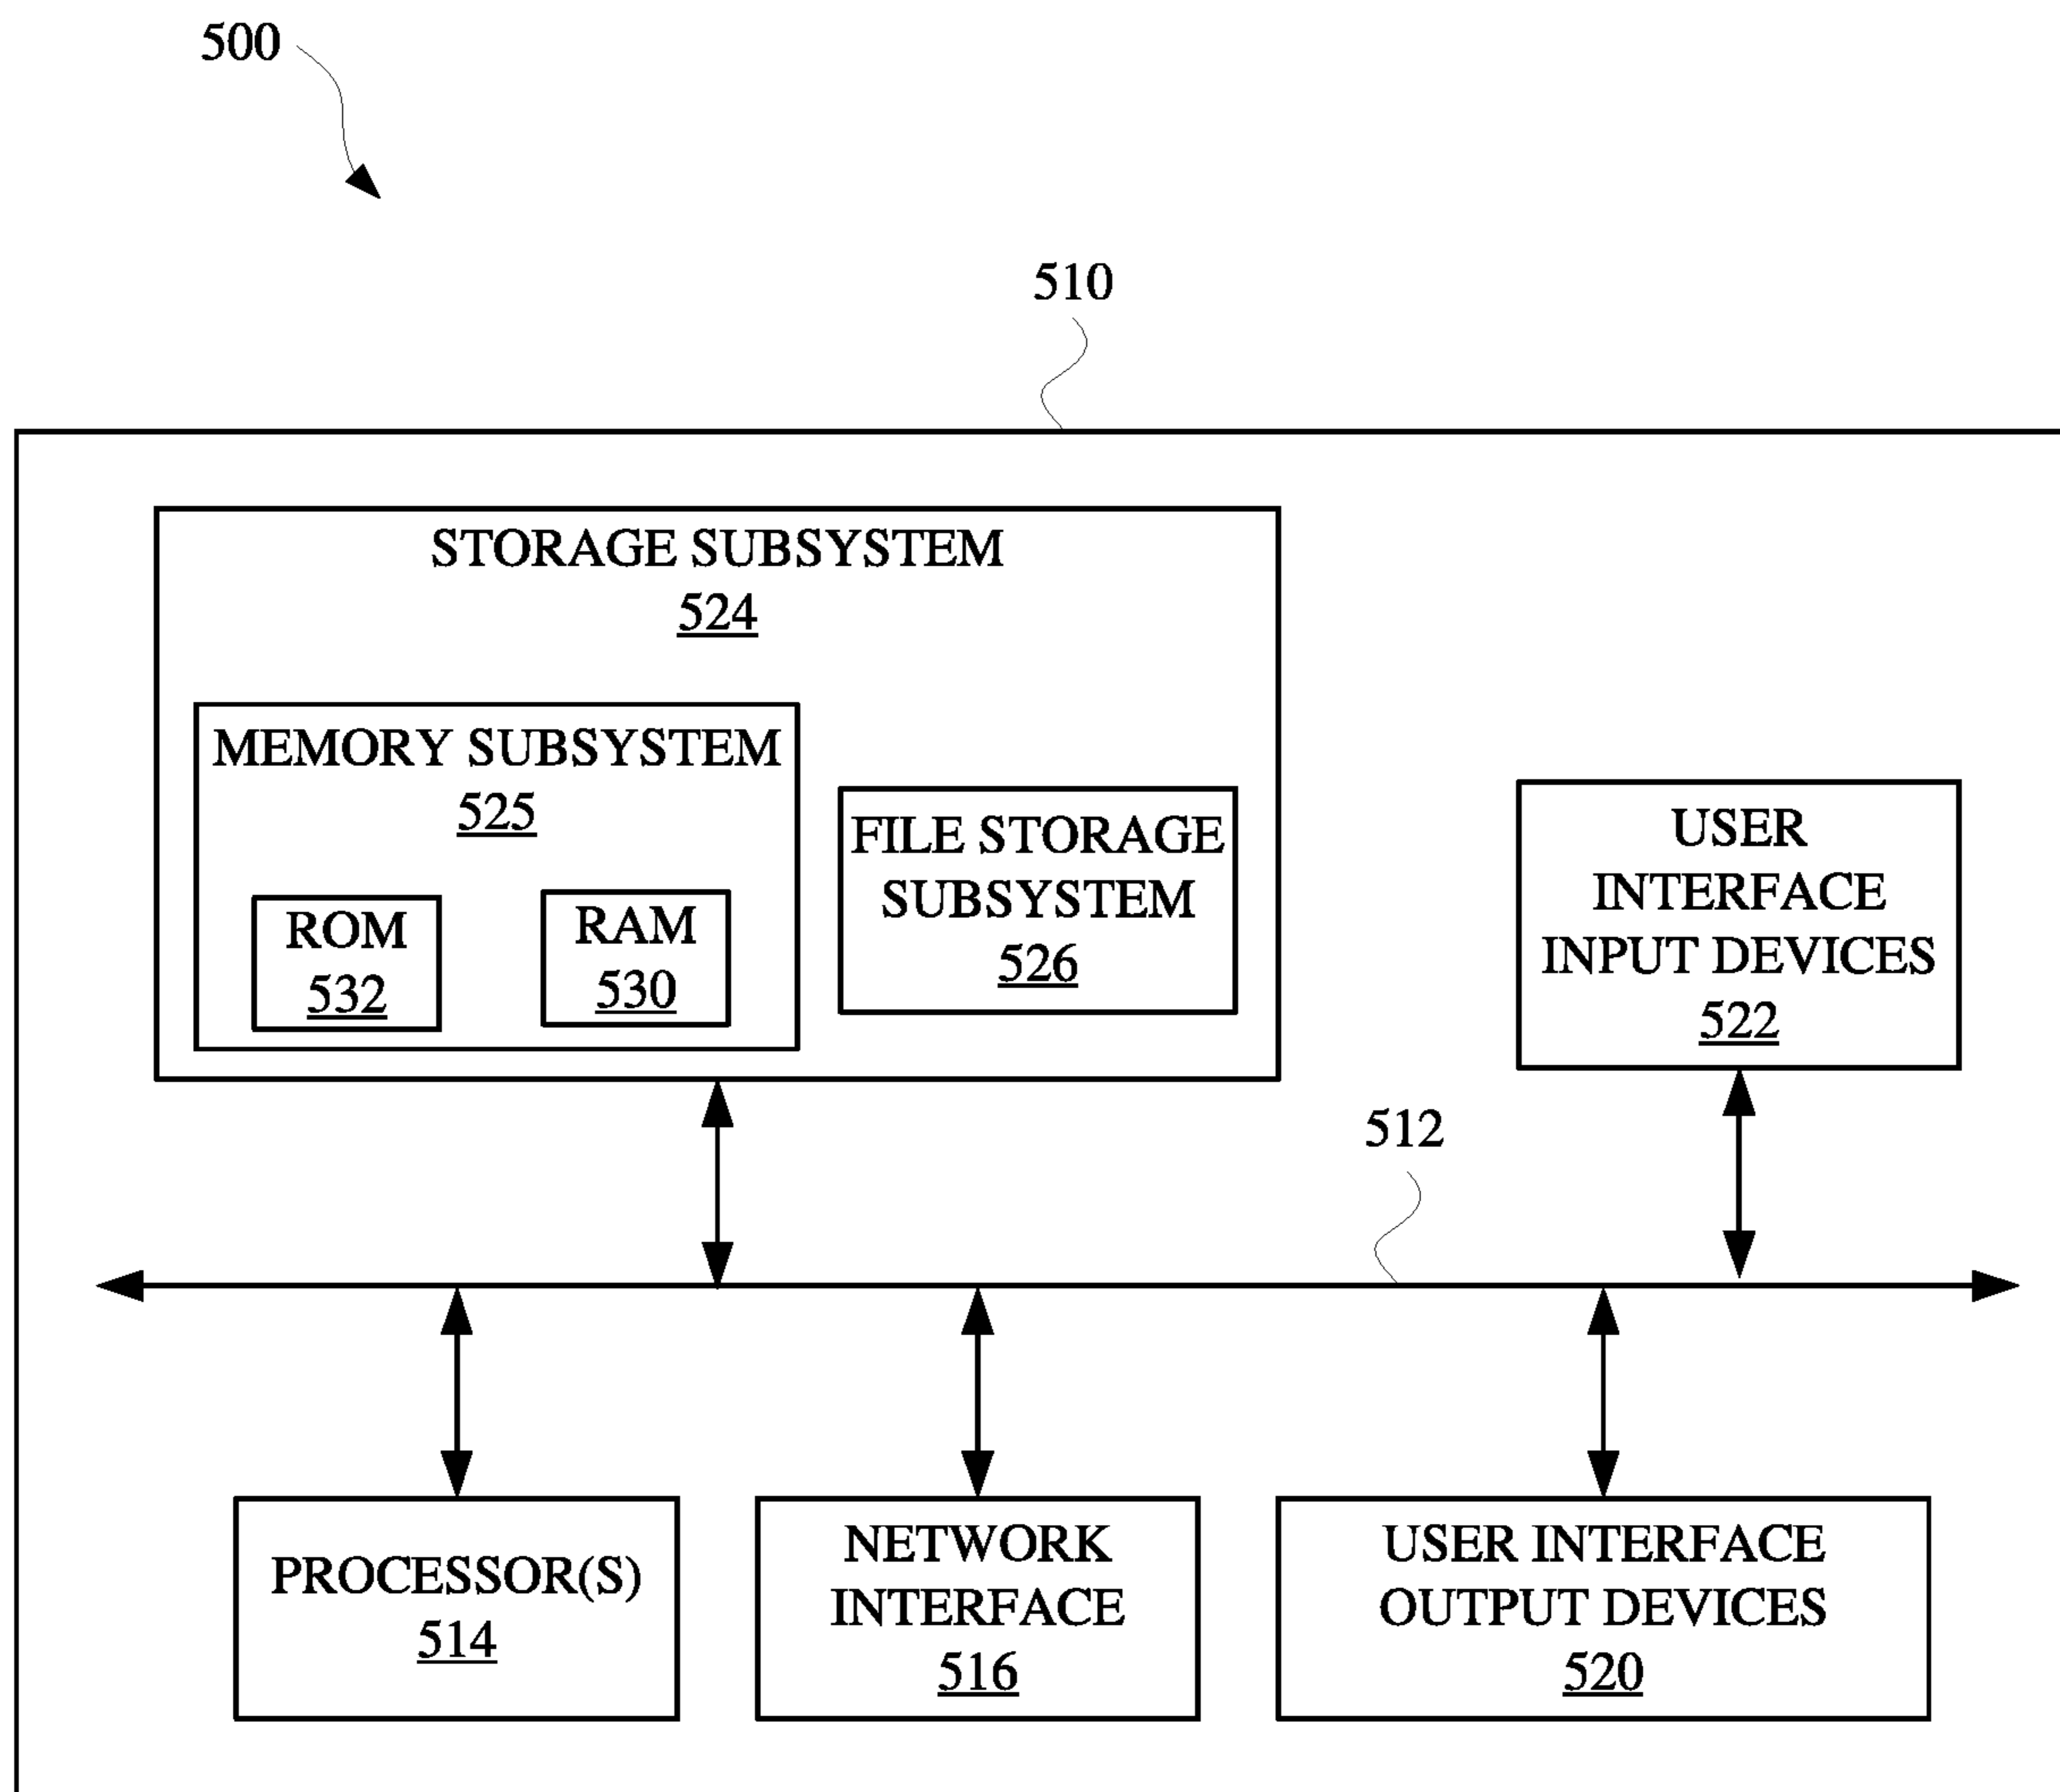 500
510
STORAGE SUBSYSTEM
524
MEMORY SUBSYSTEM
525
ROM
532
RAM
530
FILE STORAGE
SUBSYSTEM
526
USER
INTERFACE
INPUT DEVICES
522
512
PROCESSOR(S)
514
NETWORK
INTERFACE
516
USER INTERFACE
OUTPUT DEVICES
520